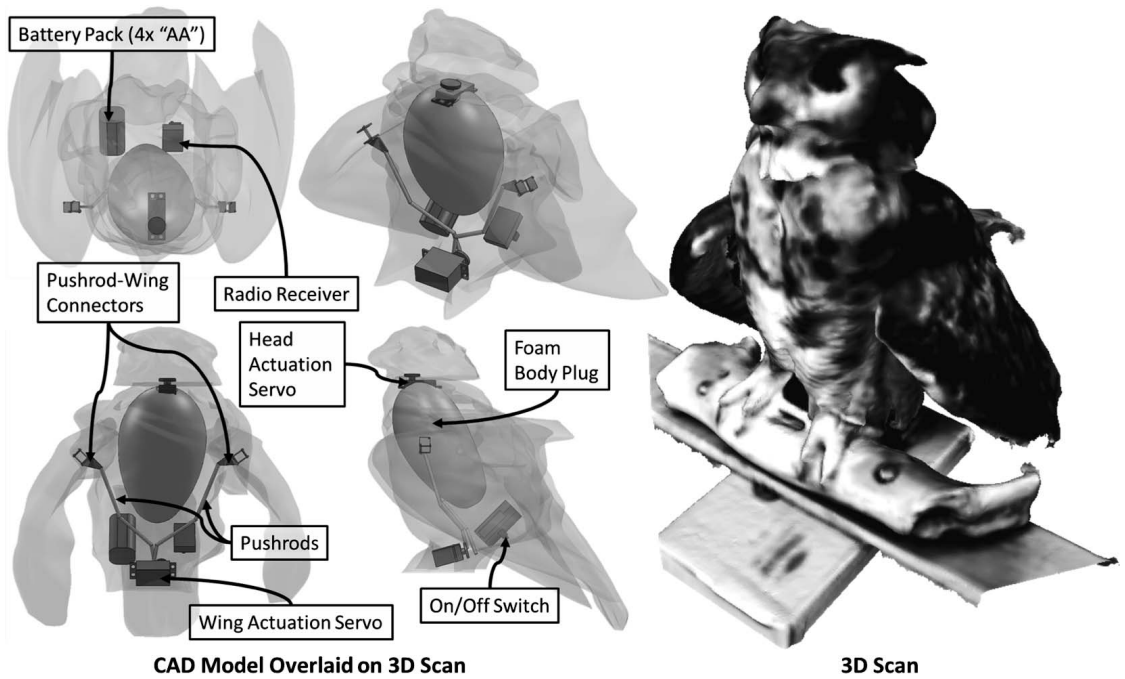 Battery Pack (4x “AA”)
Pushrod-Wing
Connectors
Radio Receiver
Head
Actuation
Servo
Foam
Body Plug
Pushrods
On/Off Switch
Wing Actuation Servo
CAD Model Overlaid on 3D Scan
3D Scan